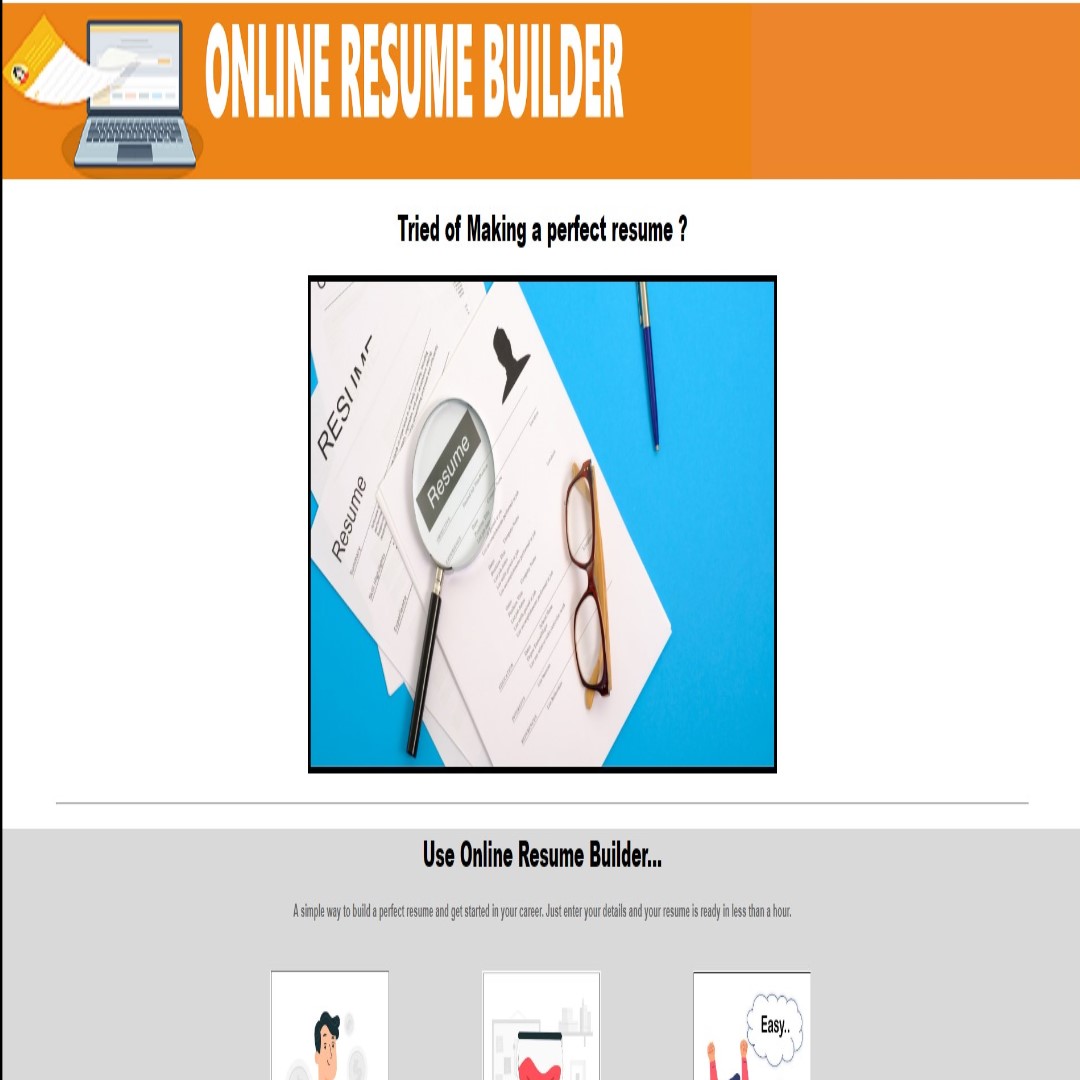 ONLINE RESUME BUILDER
Tried of Making a perfect resume ?
Resume
Resume
Use Online Resume Builder...
A simple way to build a perfect resume and get started in your career. Just enter your details and your resume is ready in less than a hour.
Easy..